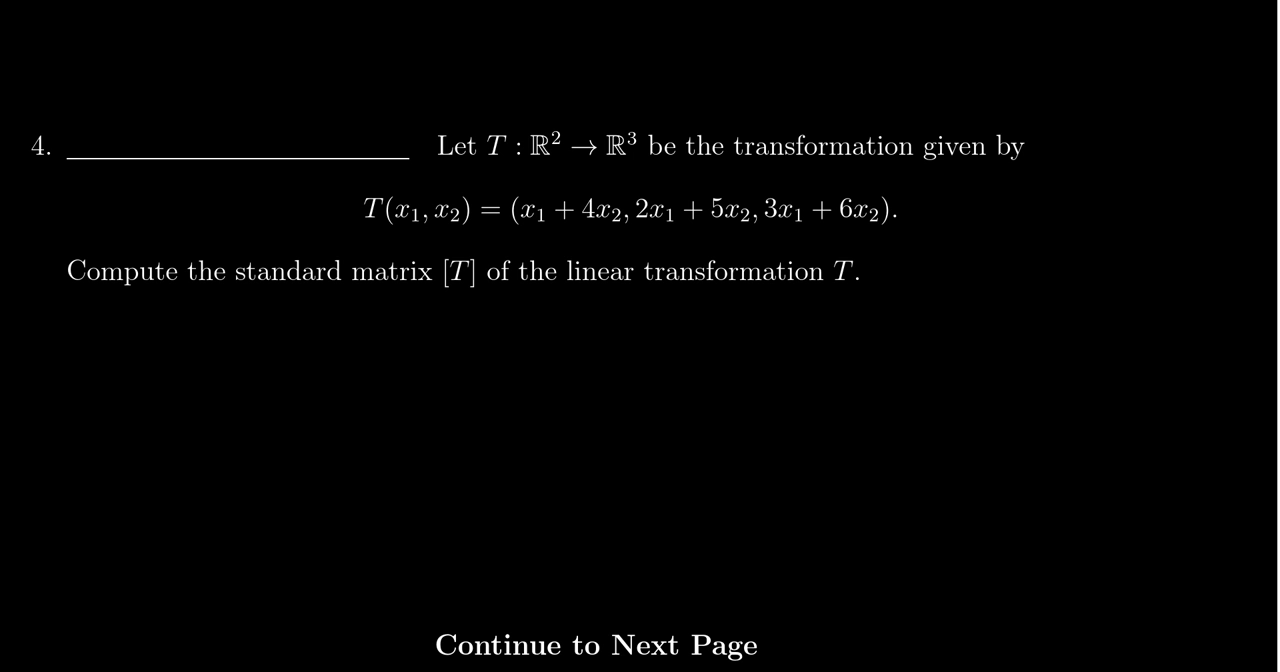 4. ____________________ Let T : ℝ² → ℝ³ be the transformation given by
T(x₁, x₂) = (x₁ + 4x₂, 2x₁ + 5x₂, 3x₁ + 6x₂).
Compute the standard matrix [T] of the linear transformation T.
Continue to Next Page